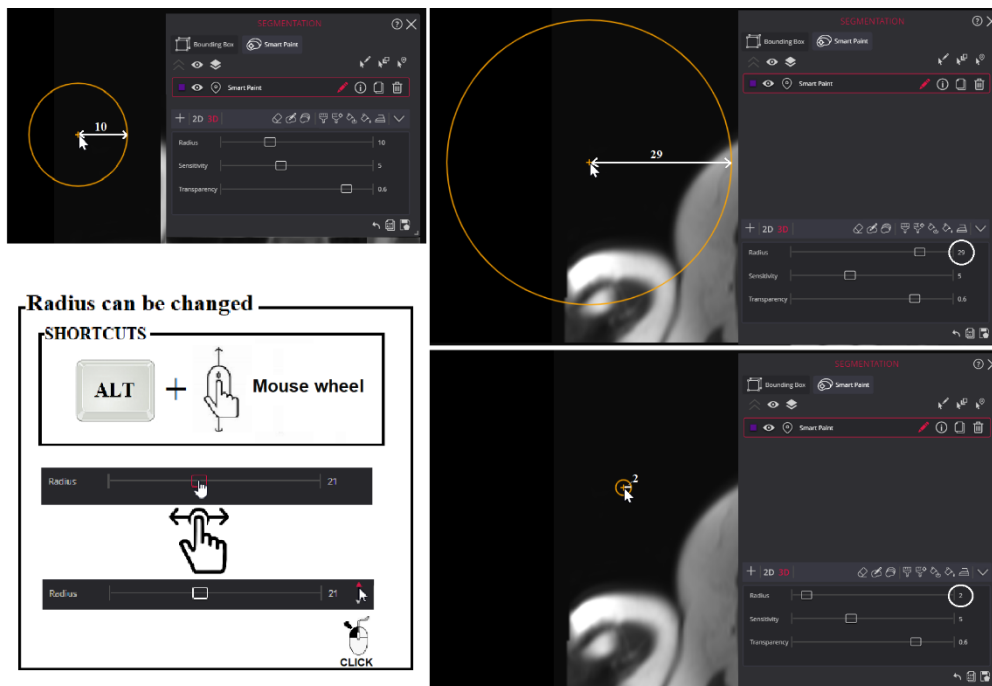 SEGMENTATION
Bounding Box Smart Paint
Smart Paint
10
2D 3D
Radius 10
Sensitivity 5
Transparency 0.6
SEGMENTATION
Bounding Box Smart Paint
Smart Paint
29
2D 3D
Radius 29
Sensitivity 5
Transparency 0.6
Radius can be changed
SHORTCUTS
ALT + Mouse wheel
Radius 21
Radius 21
CLICK
SEGMENTATION
Bounding Box Smart Paint
Smart Paint
2
2D 3D
Radius 2
Sensitivity 5
Transparency 0.6